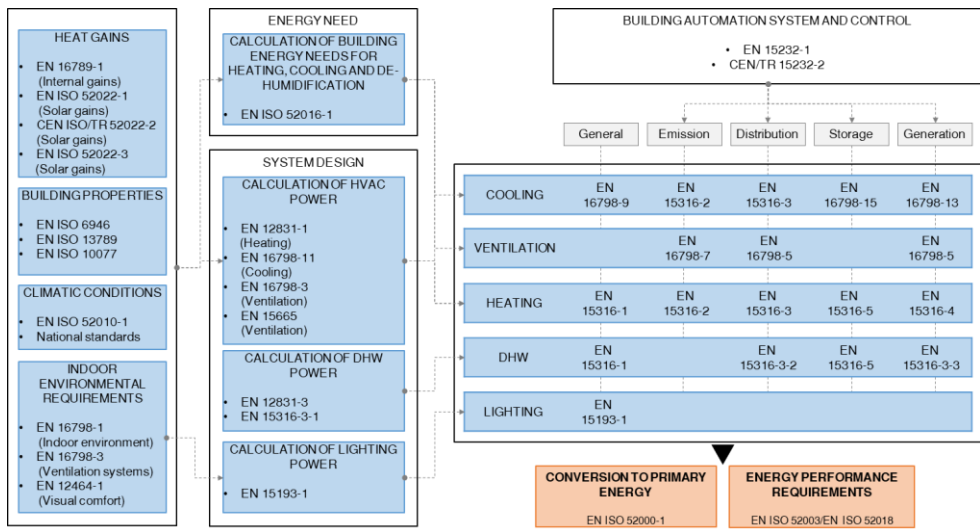 HEAT GAINS
• EN 16789-1
(Internal gains)
• EN ISO 52022-1
(Solar gains)
• CEN ISO/TR 52022-2
(Solar gains)
• EN ISO 52022-3
(Solar gains)
BUILDING PROPERTIES
• EN ISO 6946
• EN ISO 13789
• EN ISO 10077
CLIMATIC CONDITIONS
• EN ISO 52010-1
• National standards
INDOOR
ENVIRONMENTAL
REQUIREMENTS
• EN 16798-1
(Indoor environment)
• EN 16798-3
(Ventilation systems)
• EN 12464-1
(Visual comfort)
ENERGY NEED
CALCULATION OF BUILDING
ENERGY NEEDS FOR
HEATING, COOLING AND DE-
HUMIDIFICATION
• EN ISO 52016-1
SYSTEM DESIGN
CALCULATION OF HVAC
POWER
• EN 12831-1
(Heating)
• EN 16798-11
(Cooling)
• EN 16798-3
(Ventilation)
• EN 15665
(Ventilation)
CALCULATION OF DHW
POWER
• EN 12831-3
• EN 15316-3-1
CALCULATION OF LIGHTING
POWER
• EN 15193-1
BUILDING AUTOMATION SYSTEM AND CONTROL
• EN 15232-1
• CEN/TR 15232-2
General Emission Distribution Storage Generation
COOLING EN EN EN EN EN
16798-9 15316-2 15316-3 16798-15 16798-13
VENTILATION EN EN EN
16798-7 16798-5 16798-5
HEATING EN EN EN EN EN
15316-1 15316-2 15316-3 15316-5 15316-4
DHW EN EN EN EN
15316-1 15316-3-2 15316-5 15316-3-3
LIGHTING EN
15193-1
CONVERSION TO PRIMARY
ENERGY
EN ISO 52000-1
ENERGY PERFORMANCE
REQUIREMENTS
EN ISO 52003/EN ISO 52018